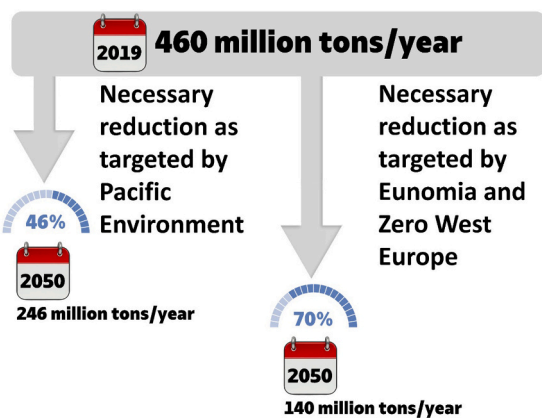 2019 460 million tons/year
Necessary
reduction as
targeted by
Pacific
Environment
46%
2050
246 million tons/year
Necessary
reduction as
targeted by
Eunomia and
Zero West
Europe
70%
2050
140 million tons/year